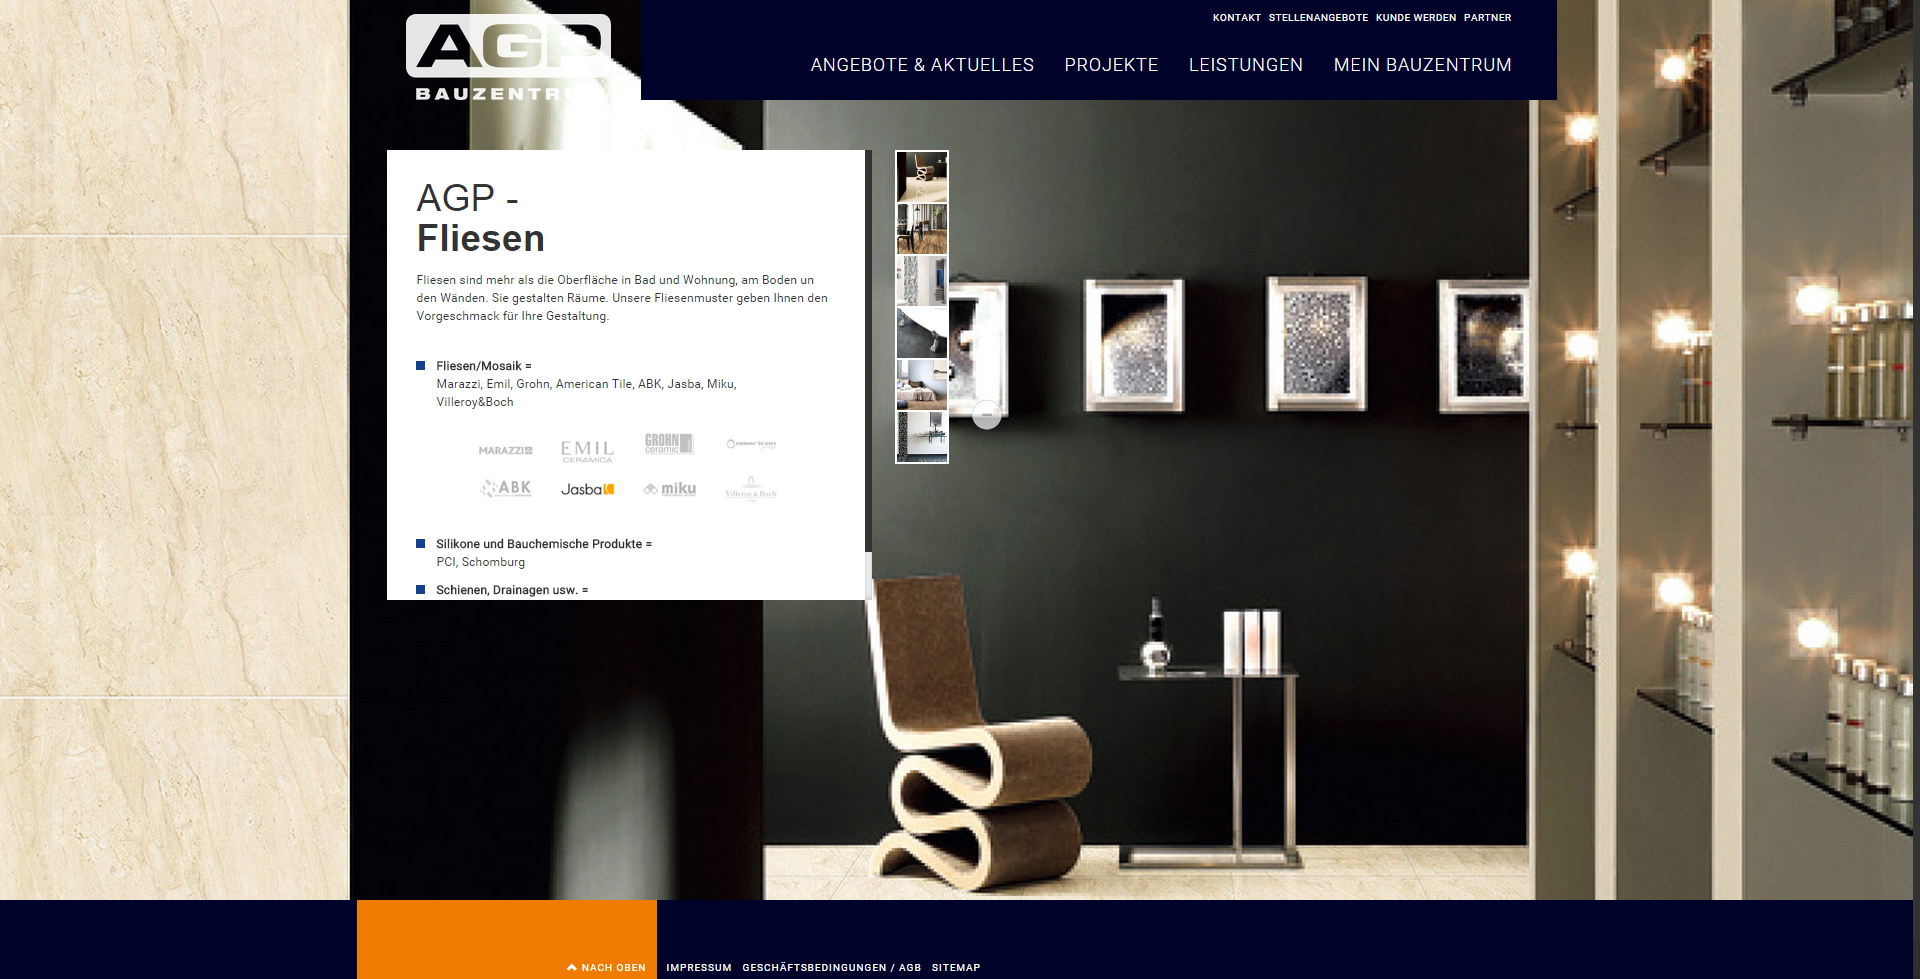 AGP
BAUZENTRUM
KONTAKT STELLENANGEBOTE KUNDE WERDEN PARTNER
ANGEBOTE & AKTUELLES PROJEKTE LEISTUNGEN MEIN BAUZENTRUM
AGP -
Fliesen
Fliesen sind mehr als die Oberfläche in Bad und Wohnung, am Boden un
den Wänden. Sie gestalten Räume. Unsere Fliesenmuster geben Ihnen den
Vorgeschmack für Ihre Gestaltung.
Fliesen/Mosaik =
Marazzi, Emil, Grohn, American Tile, ABK, Jasba, Miku,
Villeroy&Boch
MARAZZI EMIL CERAMICA GROHN ceramic american
ABK Jasba miku Villeroy & Boch
Silikone und Bauchemische Produkte =
PCI, Schomburg
Schienen, Drainagen usw. =
NACH OBEN IMPRESSUM GESCHÄFTSBEDINGUNGEN / AGB SITEMAP